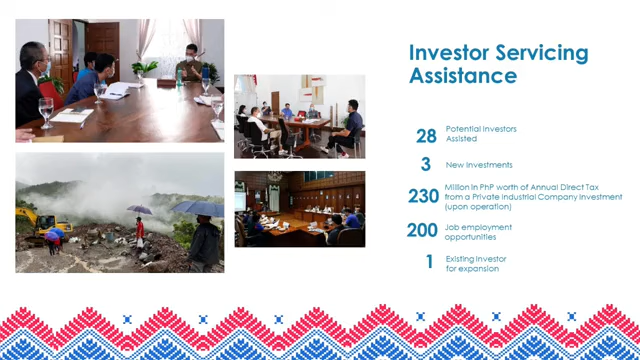 Investor Servicing
Assistance
28
Potential Investors
Assisted
3
New Investments
230
Million in PhP worth of Annual Direct Tax
from a Private Industrial Company Investment
(upon operation)
200
Job employment
opportunities
1
Existing Investor
for expansion